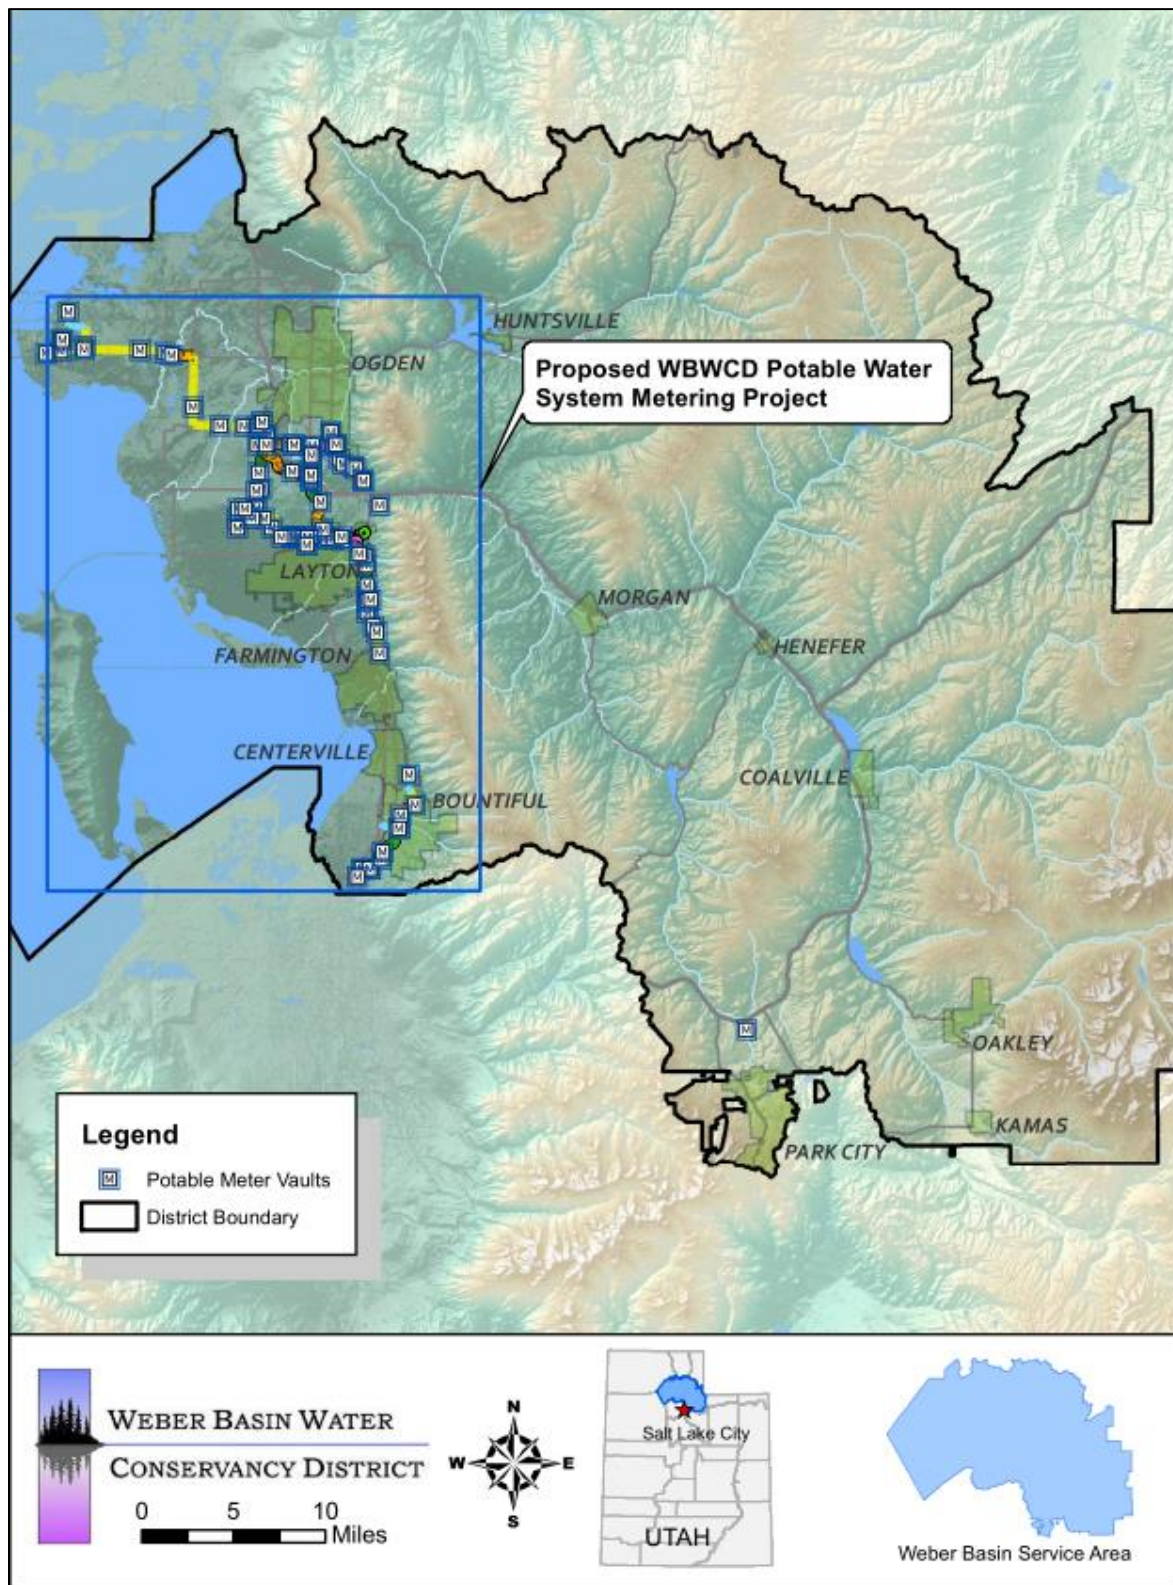 HUNTSVILLE
OGDEN
Proposed WBWCD Potable Water
System Metering Project
LAYTON
MORGAN
HENEFER
FARMINGTON
CENTERVILLE
COALVILLE
BOUNTIFUL
M
OAKLEY
KAMAS
PARK CITY
Legend
M Potable Meter Vaults
District Boundary
WEBER BASIN WATER
CONSERVANCY DISTRICT
0 5 10
Miles
N
W E
S
Salt Lake City
UTAH
Weber Basin Service Area